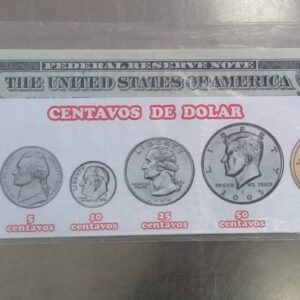 FEDERAL RESERVE NOTE
THE UNITED STATES OF AMERICA
CENTAVOS DE DOLAR
LIBERTY
LIBERTY
IN GOD WE TRUST
5 10 25 50
centavos centavos centavos centavos